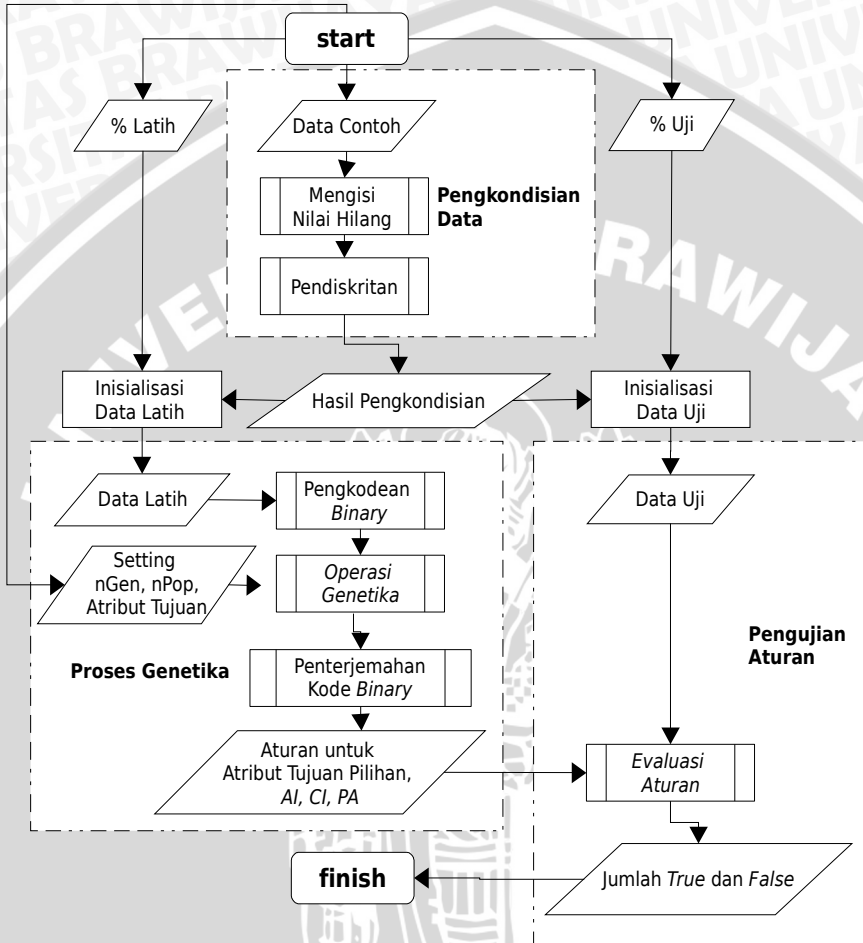 start
% Latih
Data Contoh
% Uji
Mengisi
Nilai Hilang
Pengkondisian
Data
Pendiskritan
Inisialisasi
Data Latih
Hasil Pengkondisian
Inisialisasi
Data Uji
Data Latih
Pengkodean
Binary
Data Uji
Setting
nGen, nPop,
Atribut Tujuan
Operasi
Genetika
Proses Genetika
Penterjemahan
Kode Binary
Pengujian
Aturan
Aturan untuk
Atribut Tujuan Pilihan,
AI, CI, PA
Evaluasi
Aturan
finish
Jumlah True dan False